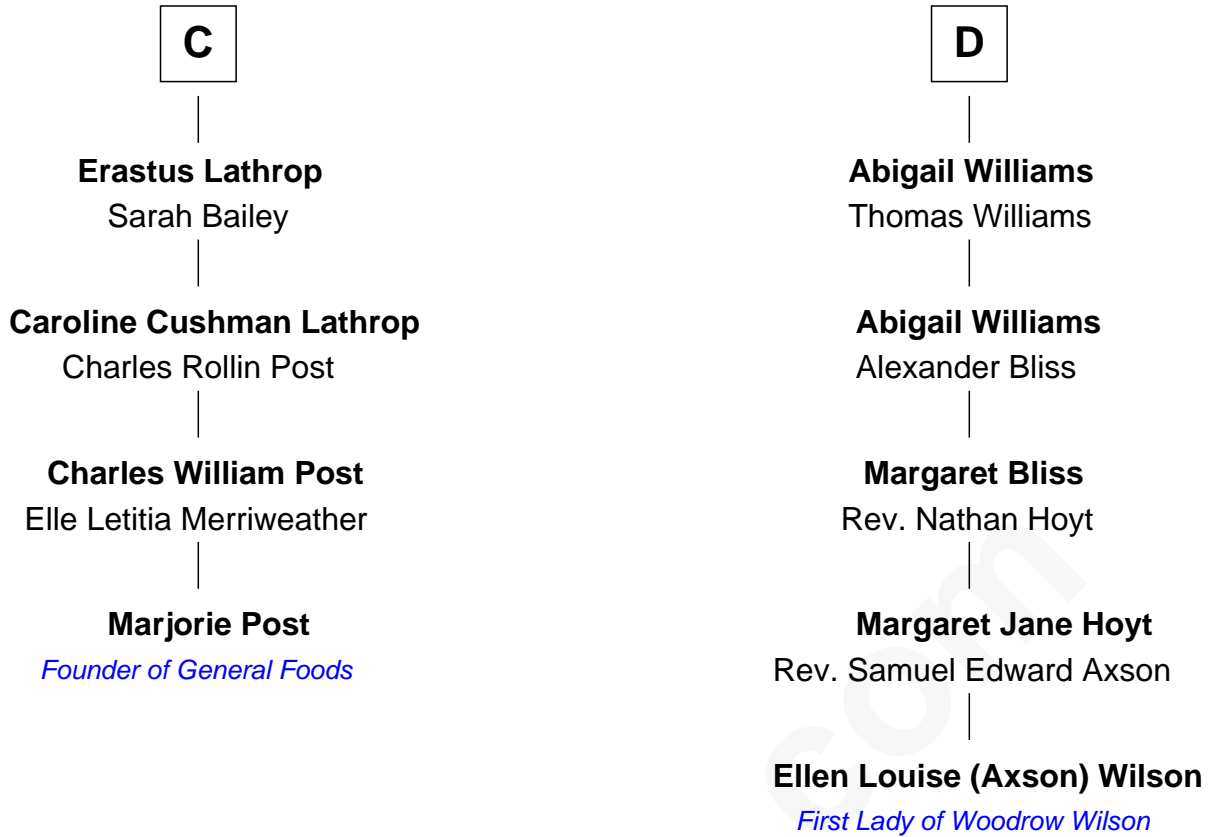 C
Erastus Lathrop
Sarah Bailey
Caroline Cushman Lathrop
Charles Rollin Post
Charles William Post
Elle Letitia Merriweather
Marjorie Post
Founder of General Foods
D
Abigail Williams
Thomas Williams
Abigail Williams
Alexander Bliss
Margaret Bliss
Rev. Nathan Hoyt
Margaret Jane Hoyt
Rev. Samuel Edward Axson
Ellen Louise (Axson) Wilson
First Lady of Woodrow Wilson
com